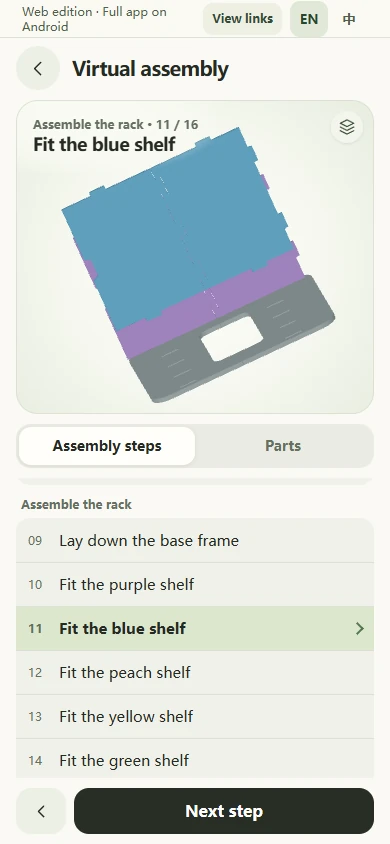 Web edition · Full app on
Android
View links
EN
中
Virtual assembly
Assemble the rack • 11 / 16
Fit the blue shelf
Assembly steps
Parts
Assemble the rack
09 Lay down the base frame
10 Fit the purple shelf
11 Fit the blue shelf
12 Fit the peach shelf
13 Fit the yellow shelf
14 Fit the green shelf
Next step